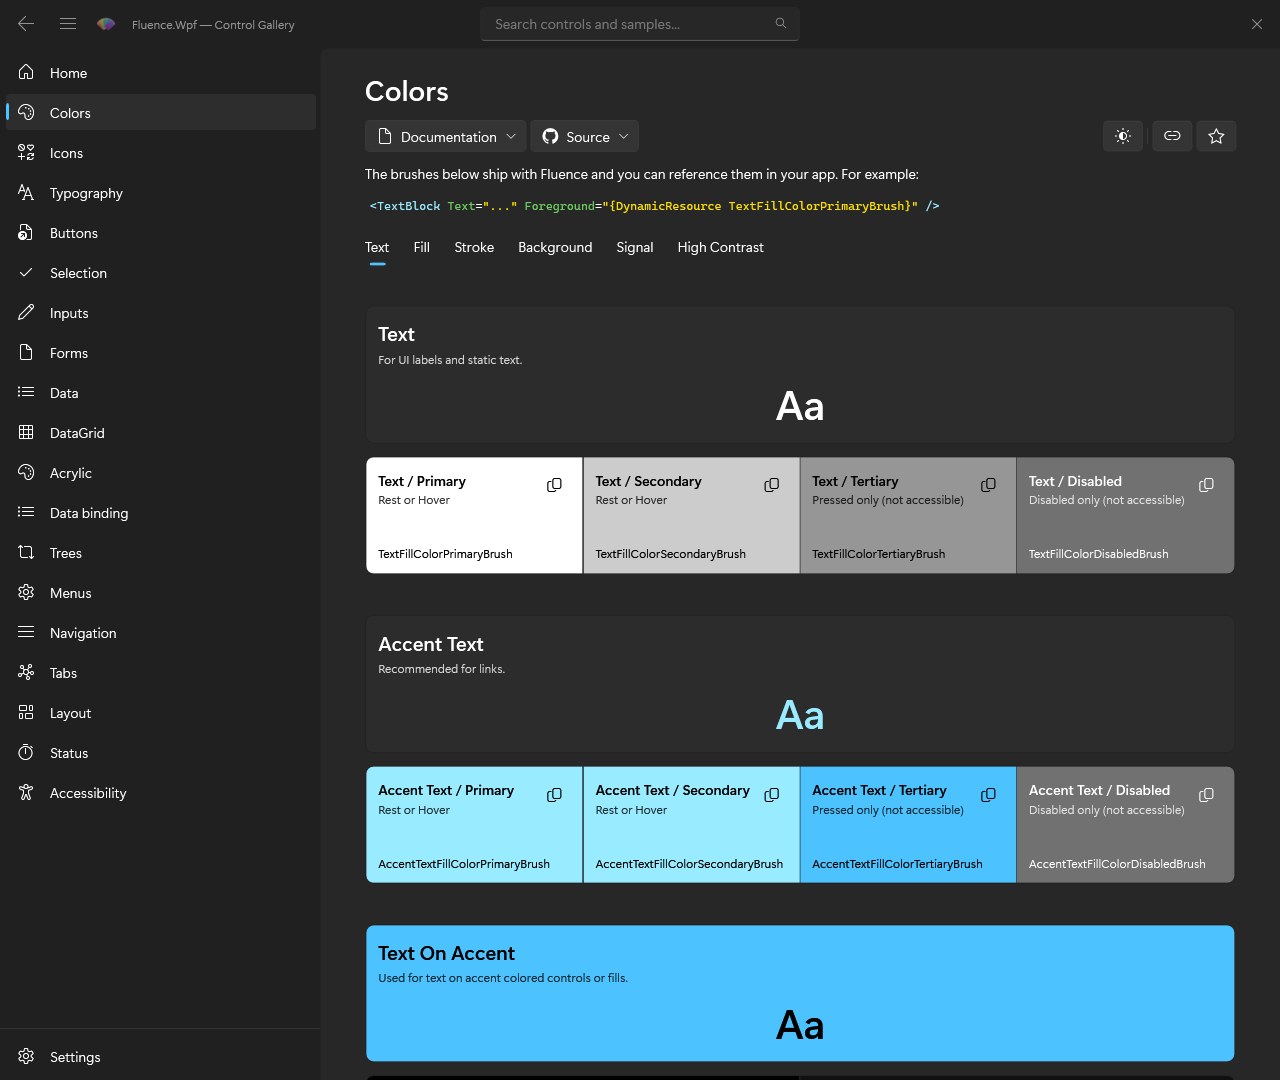 Fluence.Wpf — Control Gallery
Search controls and samples...
Home
Colors
Icons
Typography
Buttons
Selection
Inputs
Forms
Data
DataGrid
Acrylic
Data binding
Trees
Menus
Navigation
Tabs
Layout
Status
Accessibility
Settings
Colors
Documentation
Source
The brushes below ship with Fluence and you can reference them in your app. For example:
<TextBlock Text="..." Foreground="{DynamicResource TextFillColorPrimaryBrush}" />
Text Fill Stroke Background Signal High Contrast
Text
For UI labels and static text.
Aa
Text / Primary
Rest or Hover
TextFillColorPrimaryBrush
Text / Secondary
Rest or Hover
TextFillColorSecondaryBrush
Text / Tertiary
Pressed only (not accessible)
TextFillColorTertiaryBrush
Text / Disabled
Disabled only (not accessible)
TextFillColorDisabledBrush
Accent Text
Recommended for links.
Aa
Accent Text / Primary
Rest or Hover
AccentTextFillColorPrimaryBrush
Accent Text / Secondary
Rest or Hover
AccentTextFillColorSecondaryBrush
Accent Text / Tertiary
Pressed only (not accessible)
AccentTextFillColorTertiaryBrush
Accent Text / Disabled
Disabled only (not accessible)
AccentTextFillColorDisabledBrush
Text On Accent
Used for text on accent colored controls or fills.
Aa